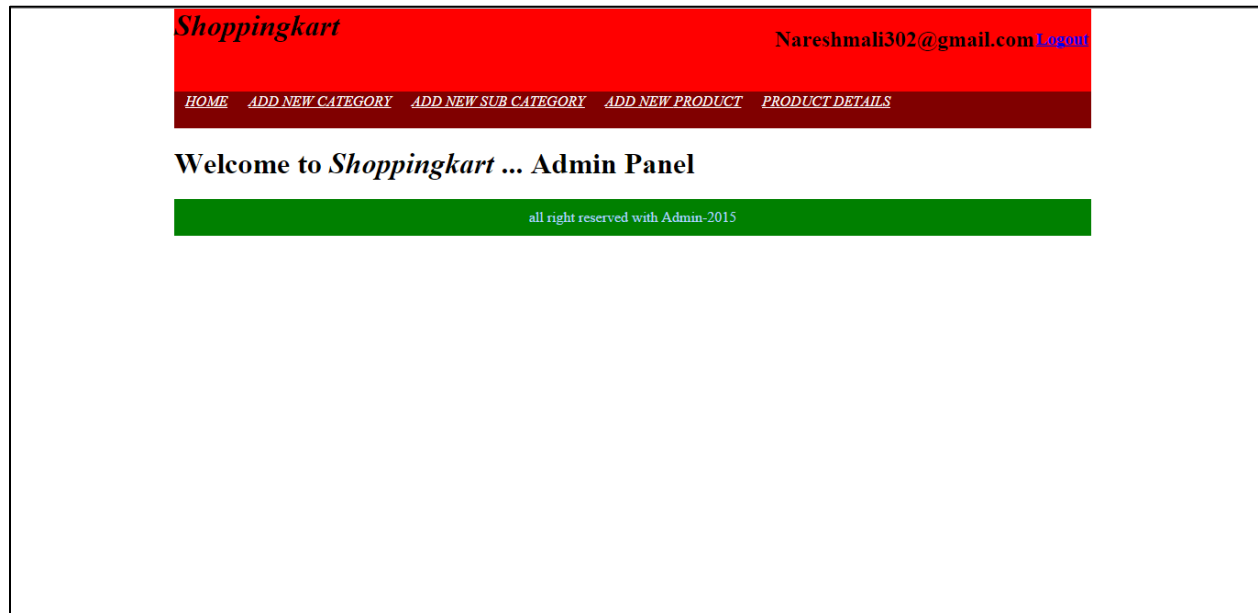 Shoppingkart
Nareshmali302@gmail.com Logout
HOME ADD NEW CATEGORY ADD NEW SUB CATEGORY ADD NEW PRODUCT PRODUCT DETAILS
Welcome to Shoppingkart ... Admin Panel
all right reserved with Admin-2015